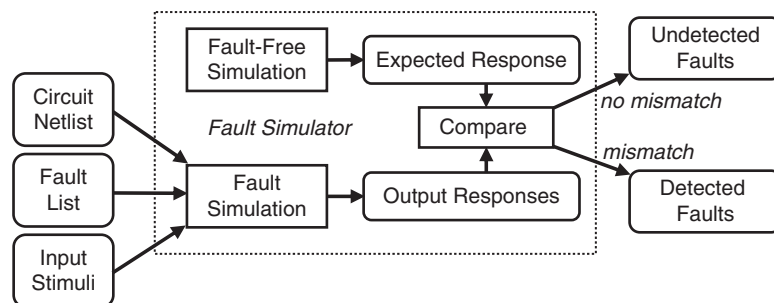 Fault-Free
Simulation
Expected Response
Undetected
Faults
Circuit
Netlist
Fault Simulator
Compare
no mismatch
mismatch
Fault
List
Fault
Simulation
Output Responses
Detected
Faults
Input
Stimuli